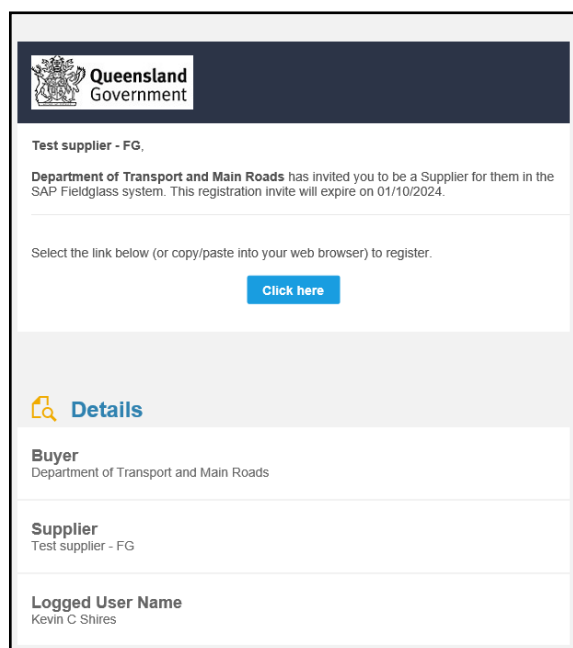 Queensland
Government
Test supplier - FG,
Department of Transport and Main Roads has invited you to be a Supplier for them in the
SAP Fieldglass system. This registration invite will expire on 01/10/2024.
Select the link below (or copy/paste into your web browser) to register.
Click here
Details
Buyer
Department of Transport and Main Roads
Supplier
Test supplier - FG
Logged User Name
Kevin C Shires